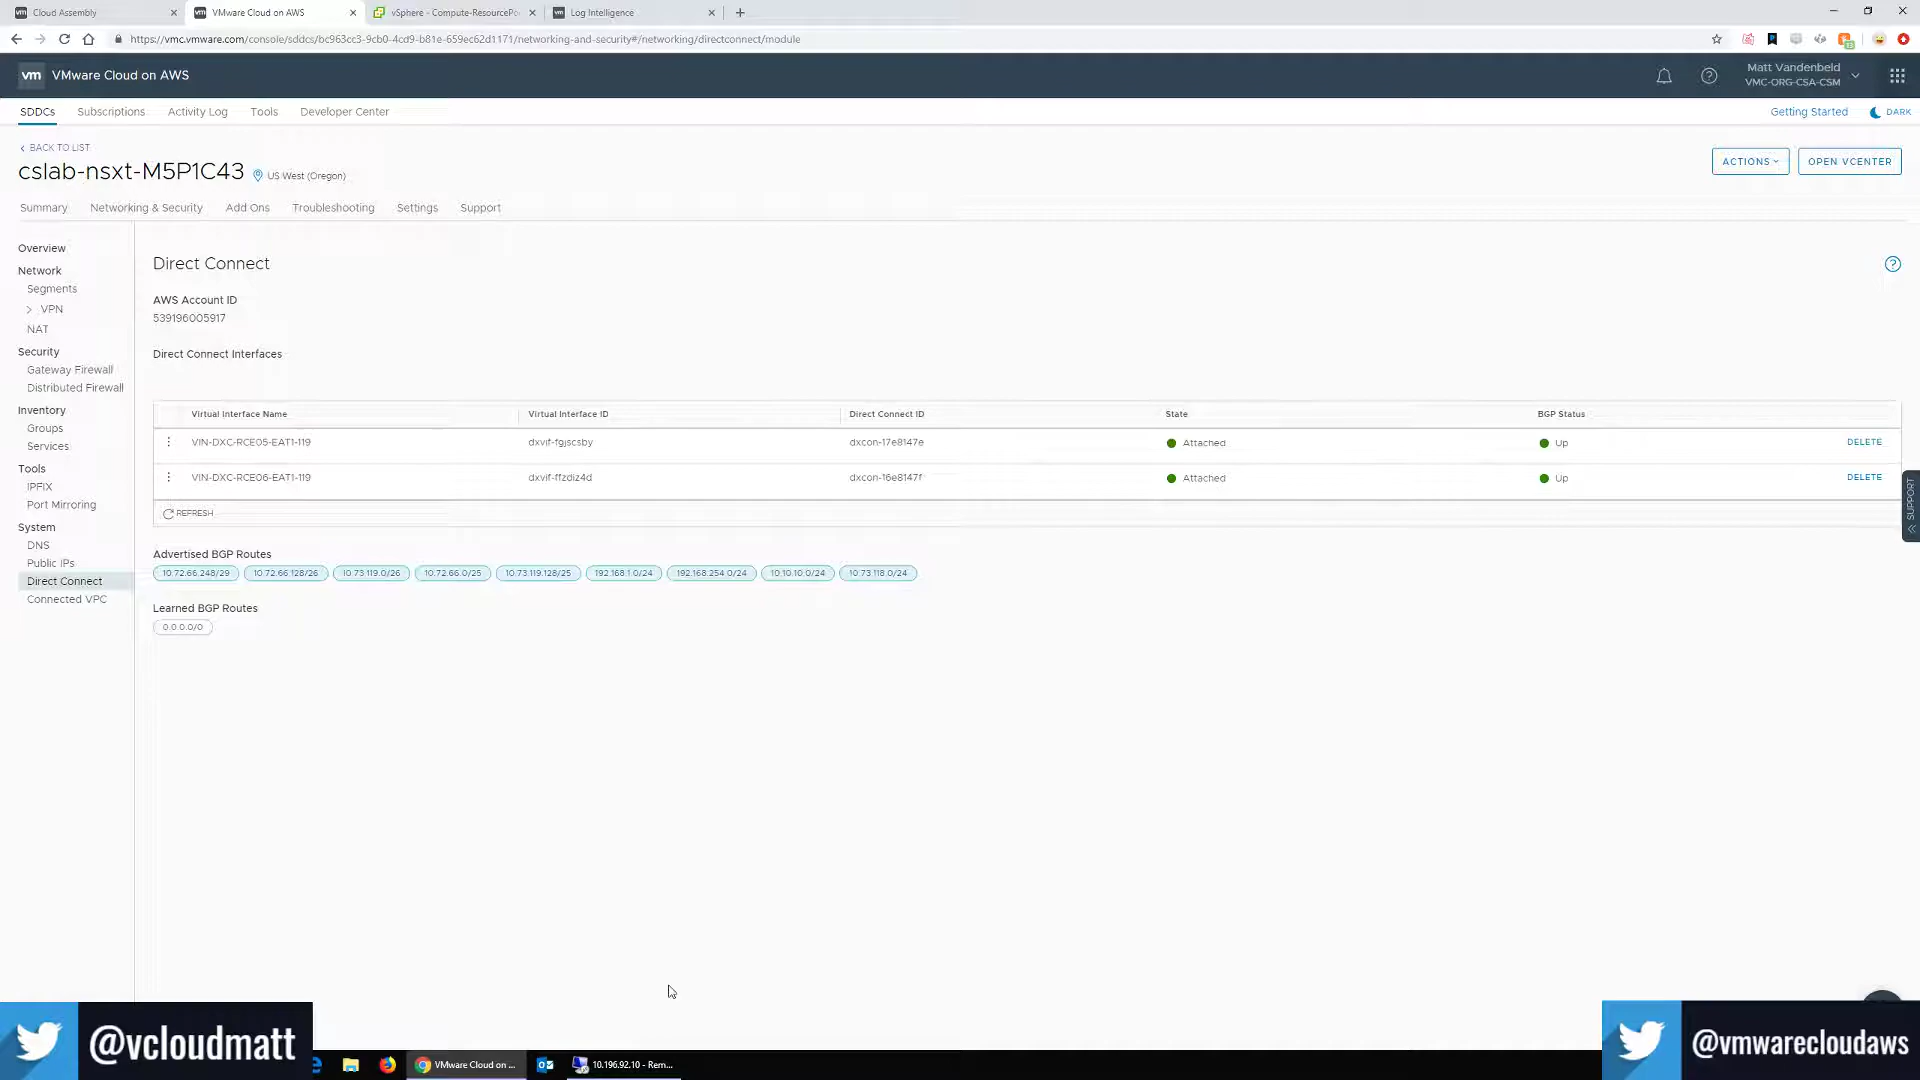 Cloud Assembly
VMware Cloud on AWS
vSphere - Compute-ResourcePo
Log Intelligence
https://vmc.vmware.com/console/sddcs/bc963cc3-9cb0-4cd9-b81e-659ec62d1171/networking-and-security#/networking/directconnect/module
vm VMware Cloud on AWS
Matt Vandenbeld
VMC-ORG-CSA-CSM
SDDCs Subscriptions Activity Log Tools Developer Center
Getting Started DARK
BACK TO LIST
cslab-nsxt-M5P1C43 US West (Oregon)
ACTIONS OPEN VCENTER
Summary Networking & Security Add Ons Troubleshooting Settings Support
Overview
Network
Segments
VPN
NAT
Security
Gateway Firewall
Distributed Firewall
Inventory
Groups
Services
Tools
IPFIX
Port Mirroring
System
DNS
Public IPs
Direct Connect
Connected VPC
Direct Connect
AWS Account ID
539196005917
Direct Connect Interfaces
Virtual Interface Name Virtual Interface ID Direct Connect ID State BGP Status
VIN-DXC-RCE05-EAT1-119 dxvif-fgjscsby dxcon-17e8147e Attached Up DELETE
VIN-DXC-RCE06-EAT1-119 dxvif-ffzdiz4d dxcon-16e8147f Attached Up DELETE
REFRESH
Advertised BGP Routes
10.72.66.248/29 10.72.66.128/26 10.73.119.0/26 10.72.66.0/25 10.73.119.128/25 192.168.1.0/24 192.168.254.0/24 10.10.10.0/24 10.73.118.0/24
Learned BGP Routes
0.0.0.0/0
SUPPORT
@vcloudmatt
VMware Cloud on ...
10.196.92.10 - Rem...
@vmwarecloudaws